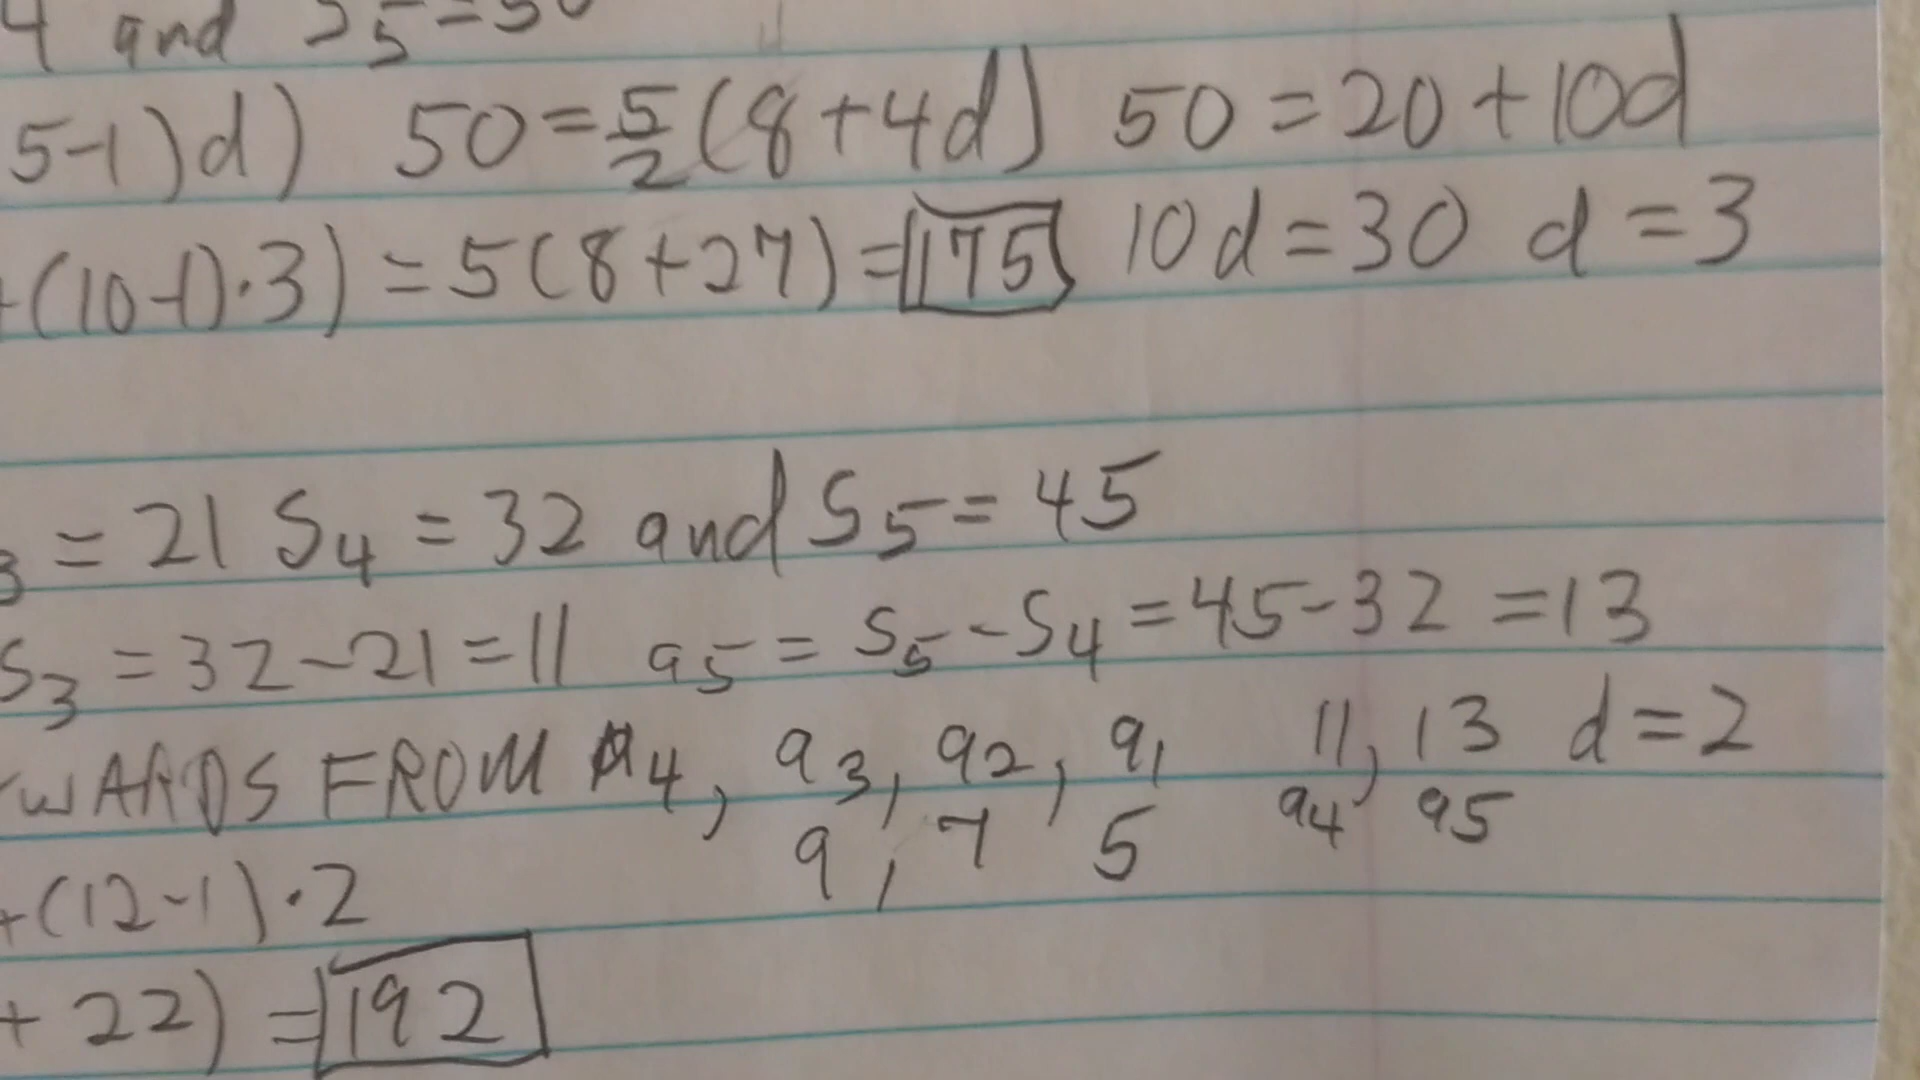 4 and S5=50
5-1)d) 50=5/2(8+4d) 50=20+10d
+(10-1)·3)=5(8+27)=175 10d=30 d=3
3=21 S4=32 and S5=45
S3=32-21=11 a5=S5-S4=45-32=13
WARDS FROM a4, a3, a2, a1 11, 13 d=2
9, 7 5 a4 a5
+(12-1)·2
+22)=192